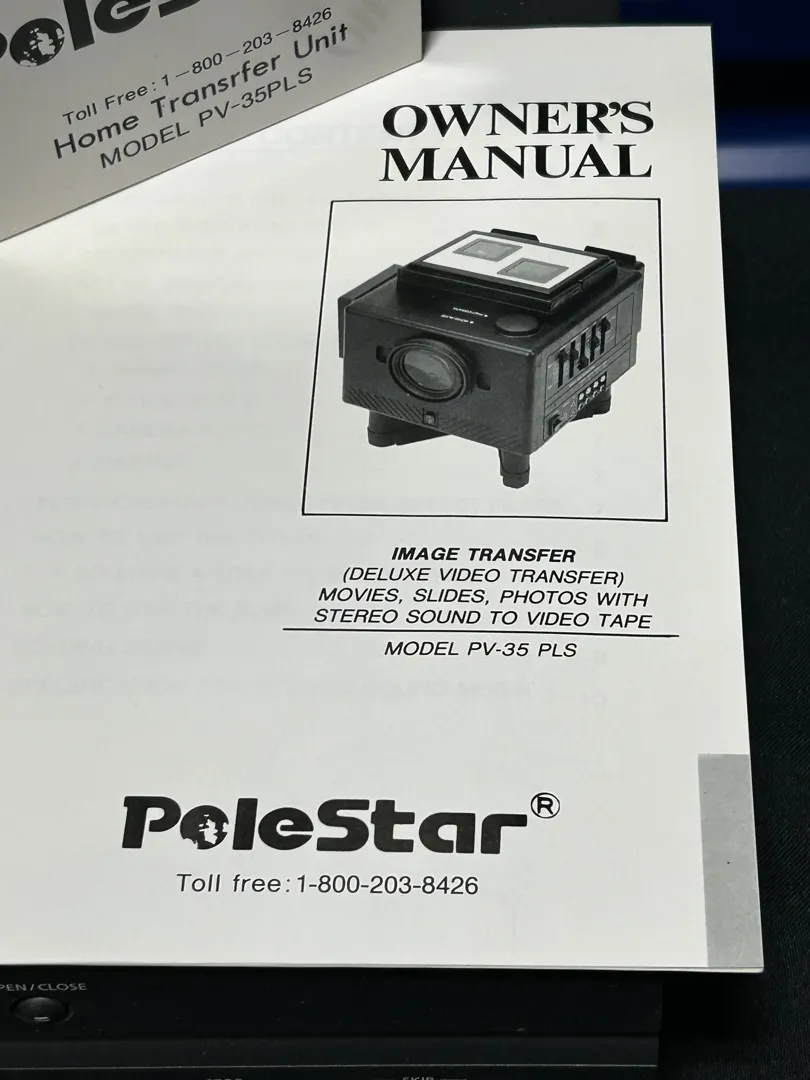 PoleStar
Toll Free: 1-800-203-8426
Home Transrfer Unit
MODEL PV-35PLS
OWNER'S
MANUAL
IMAGE TRANSFER
(DELUXE VIDEO TRANSFER)
MOVIES, SLIDES, PHOTOS WITH
STEREO SOUND TO VIDEO TAPE
MODEL PV-35 PLS
PoleStar®
Toll free: 1-800-203-8426
PEN/CLOSE